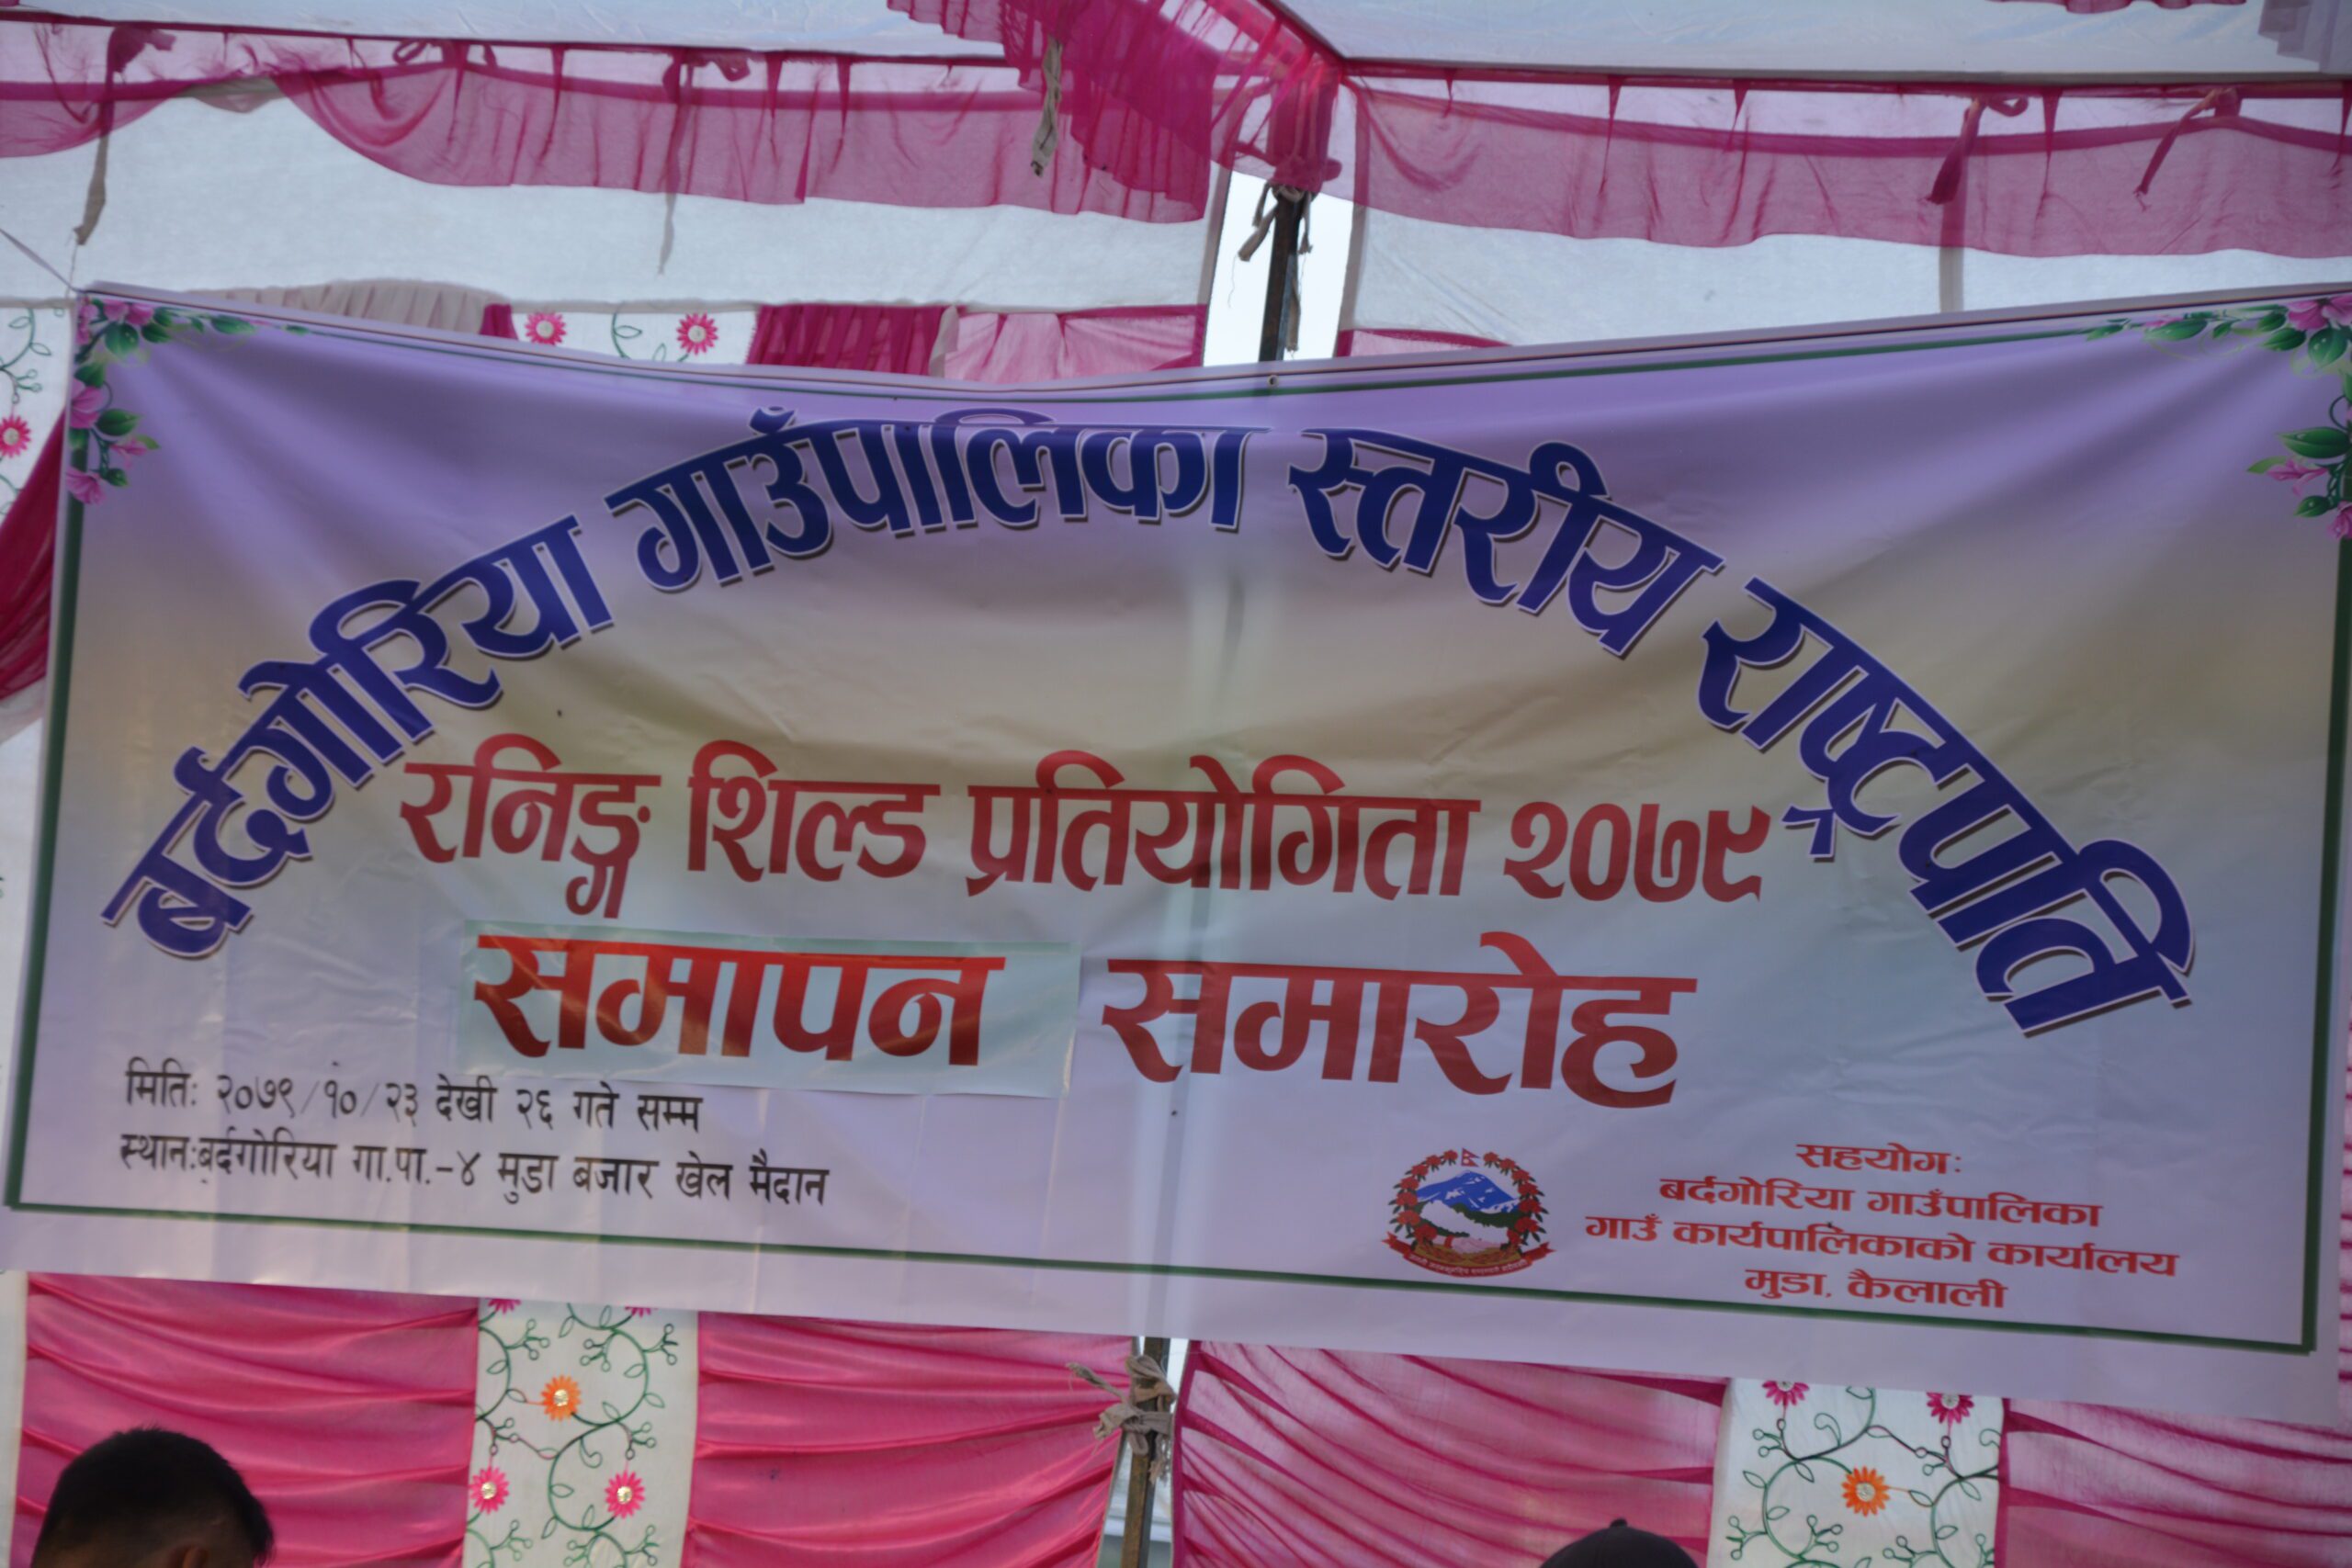 बर्दगोरिया गाउँपालिका स्तरीय राष्ट्रपति
रनिङ्ग शिल्ड प्रतियोगिता २०७९
समापन समारोह
मितिः २०७९/१०/२३ देखी २६ गते सम्म
स्थानःबर्दगोरिया गा.पा.-४ मुडा बजार खेल मैदान
सहयोगः
बर्दगोरिया गाउँपालिका
गाउँ कार्यपालिकाको कार्यालय
मुडा, कैलाली